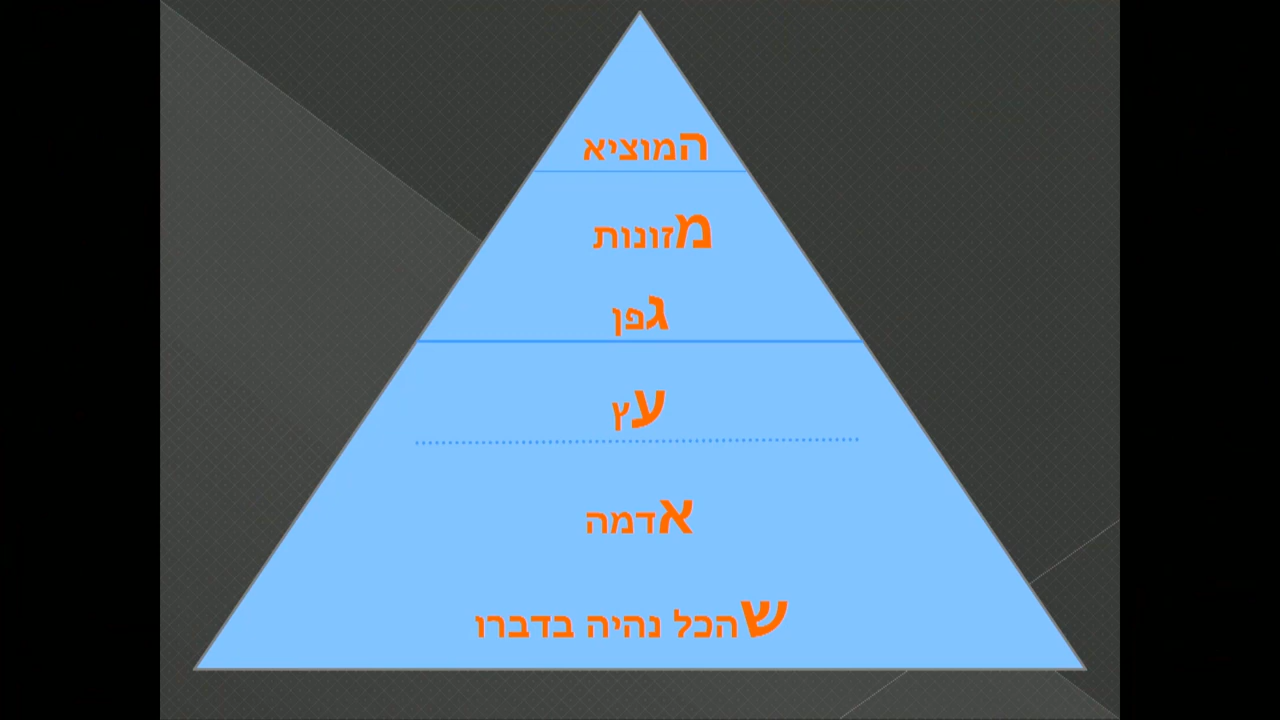 המוציא
מזונות
גפן
עץ
אדמה
שהכל נהיה בדברו